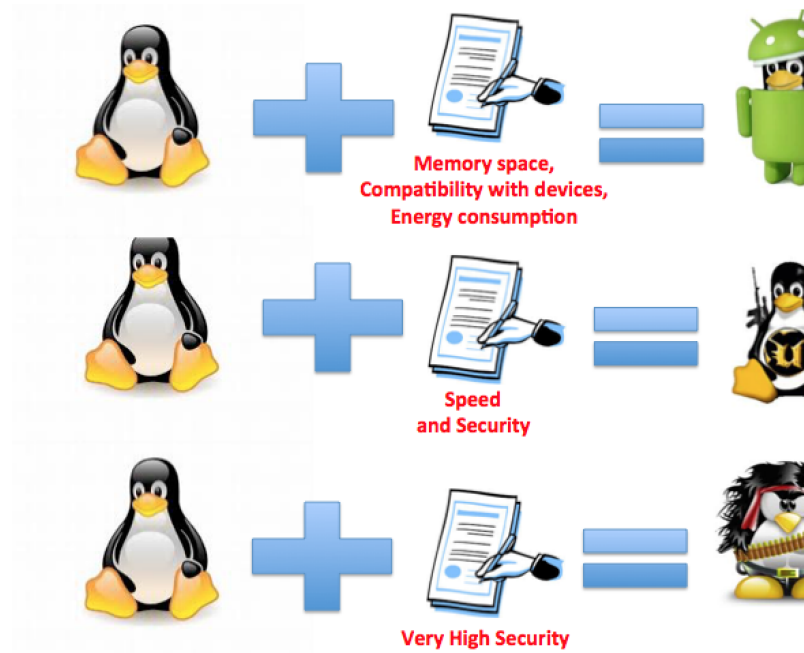 Memory space,
Compatibility with devices,
Energy consumption
Speed
and Security
u
Very High Security